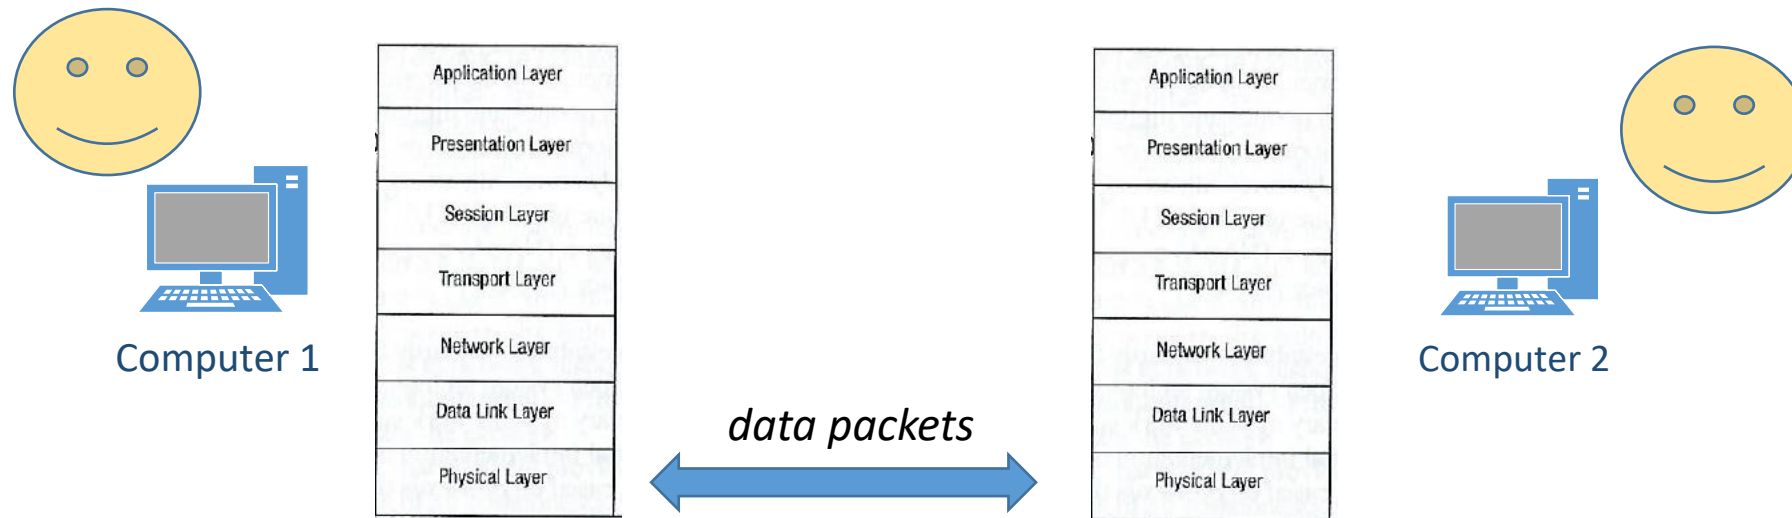 Application Layer
Presentation Layer
Session Layer
Transport Layer
Network Layer
Data Link Layer
Physical Layer
Computer 1
data packets
Application Layer
Presentation Layer
Session Layer
Transport Layer
Network Layer
Data Link Layer
Physical Layer
Computer 2